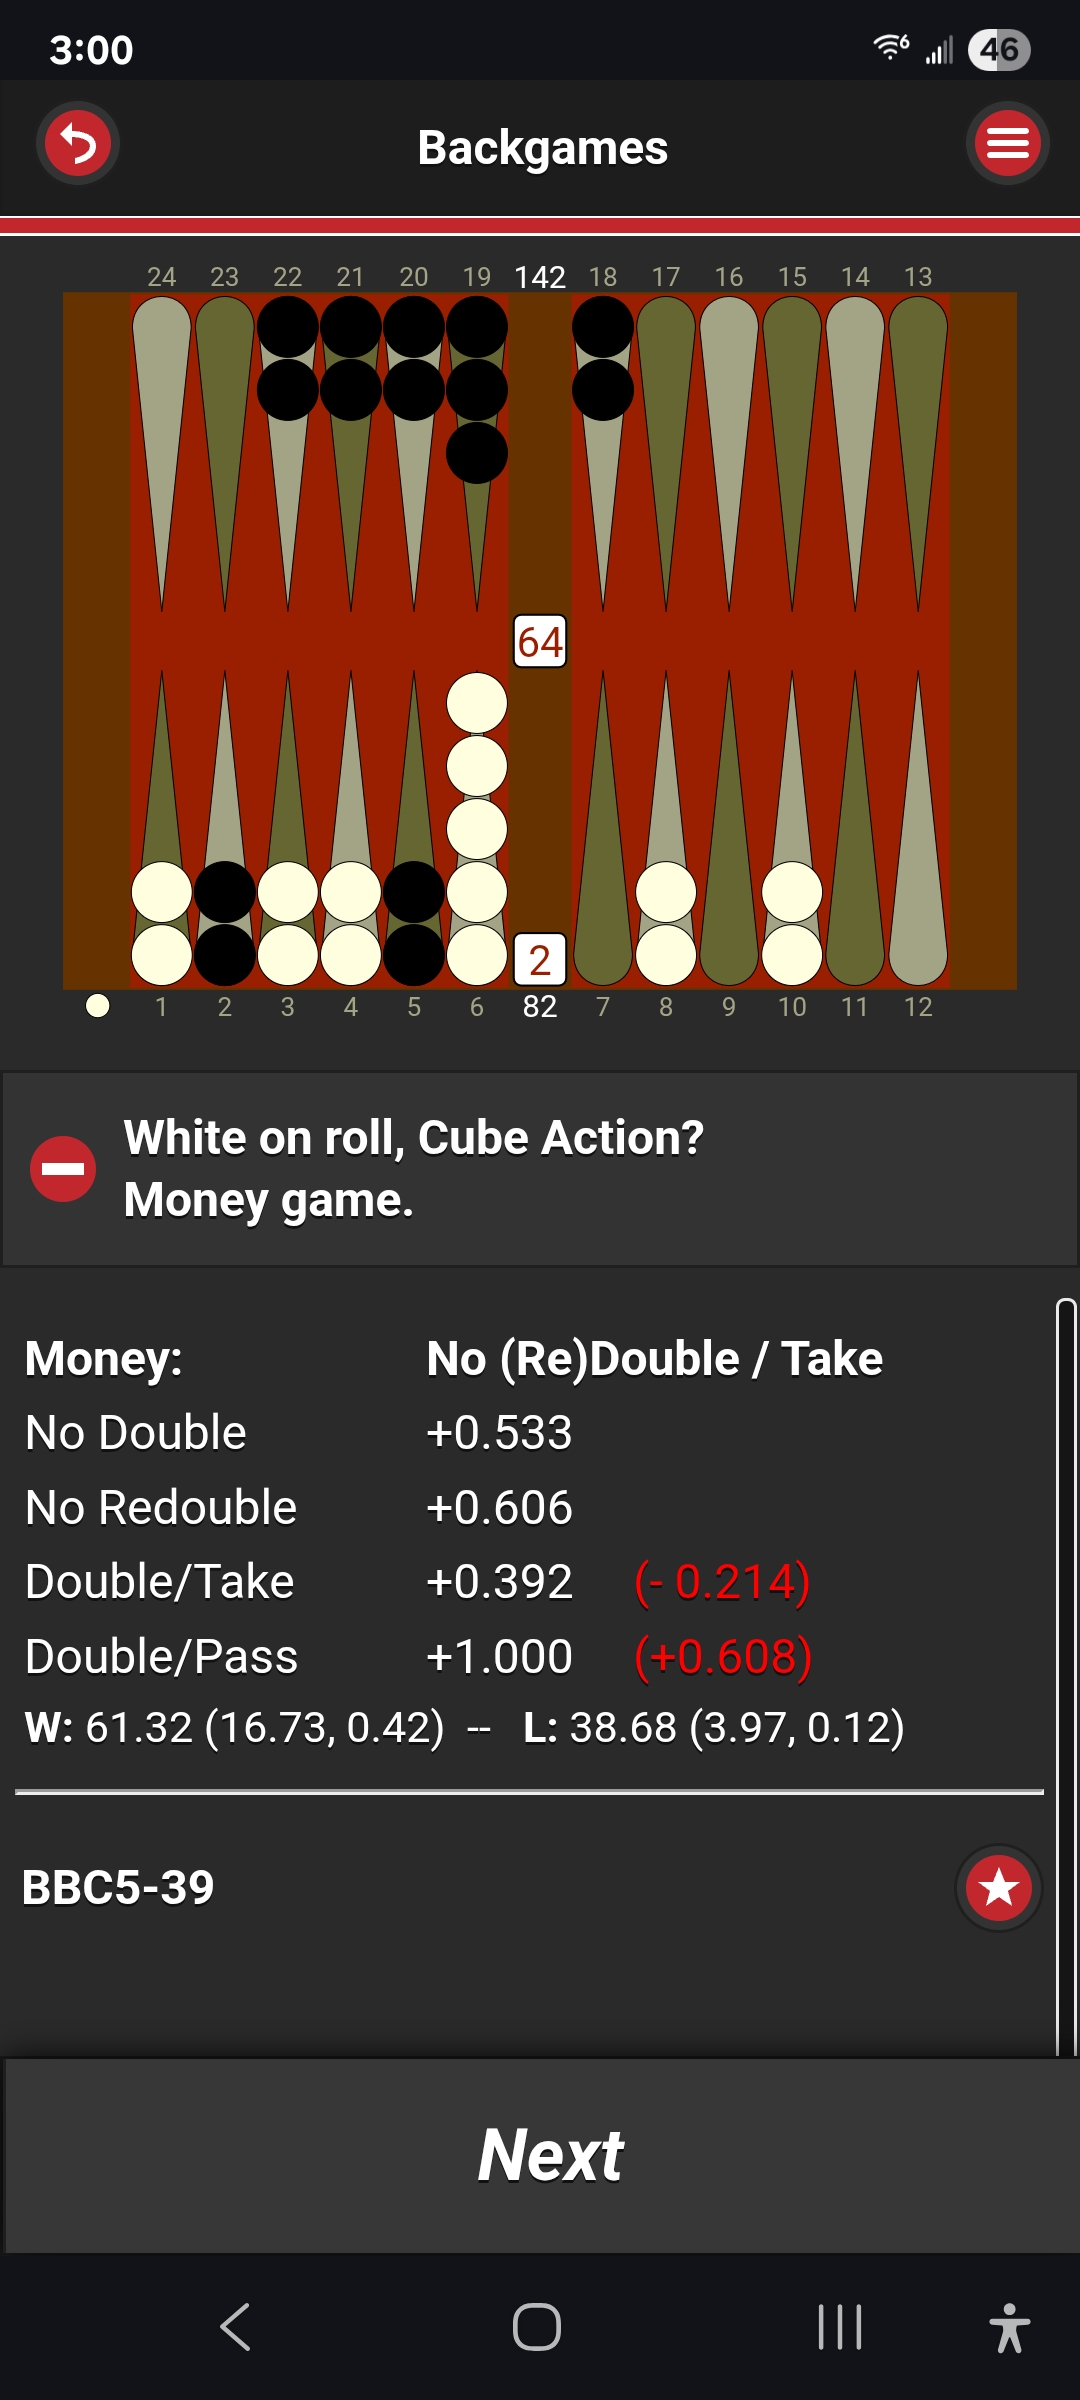 3:00 6 46
Backgames
24 23 22 21 20 19 142 18 17 16 15 14 13
64
2
1 2 3 4 5 6 82 7 8 9 10 11 12
White on roll, Cube Action?
Money game.
Money: No (Re)Double / Take
No Double +0.533
No Redouble +0.606
Double/Take +0.392 (- 0.214)
Double/Pass +1.000 (+0.608)
W: 61.32 (16.73, 0.42) -- L: 38.68 (3.97, 0.12)
BBC5-39
Next